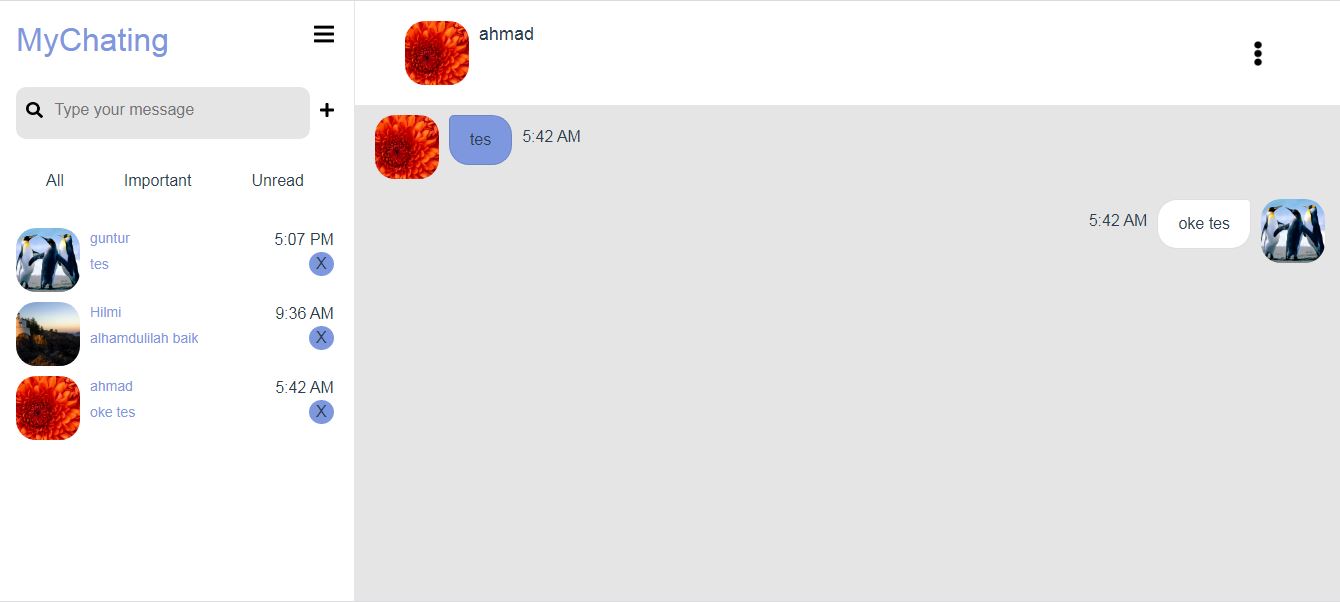 MyChating
Type your message
All Important Unread
guntur 5:07 PM
tes X
Hilmi 9:36 AM
alhamdulilah baik X
ahmad 5:42 AM
oke tes X
ahmad
tes 5:42 AM
5:42 AM oke tes